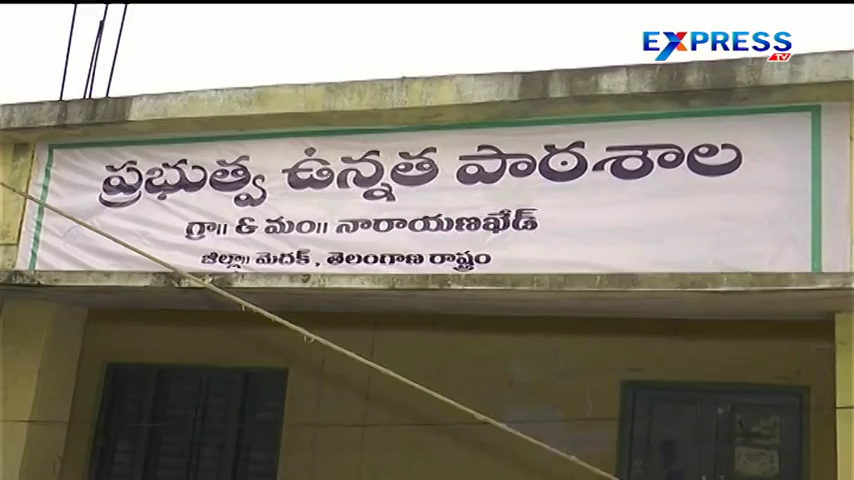 EXPRESS TV
ప్రభుత్వ ఉన్నత పాఠశాల
గ్రా॥ & మం॥ నారాయణఖేడ్
జిల్లా॥ మెదక్, తెలంగాణ రాష్ట్రం